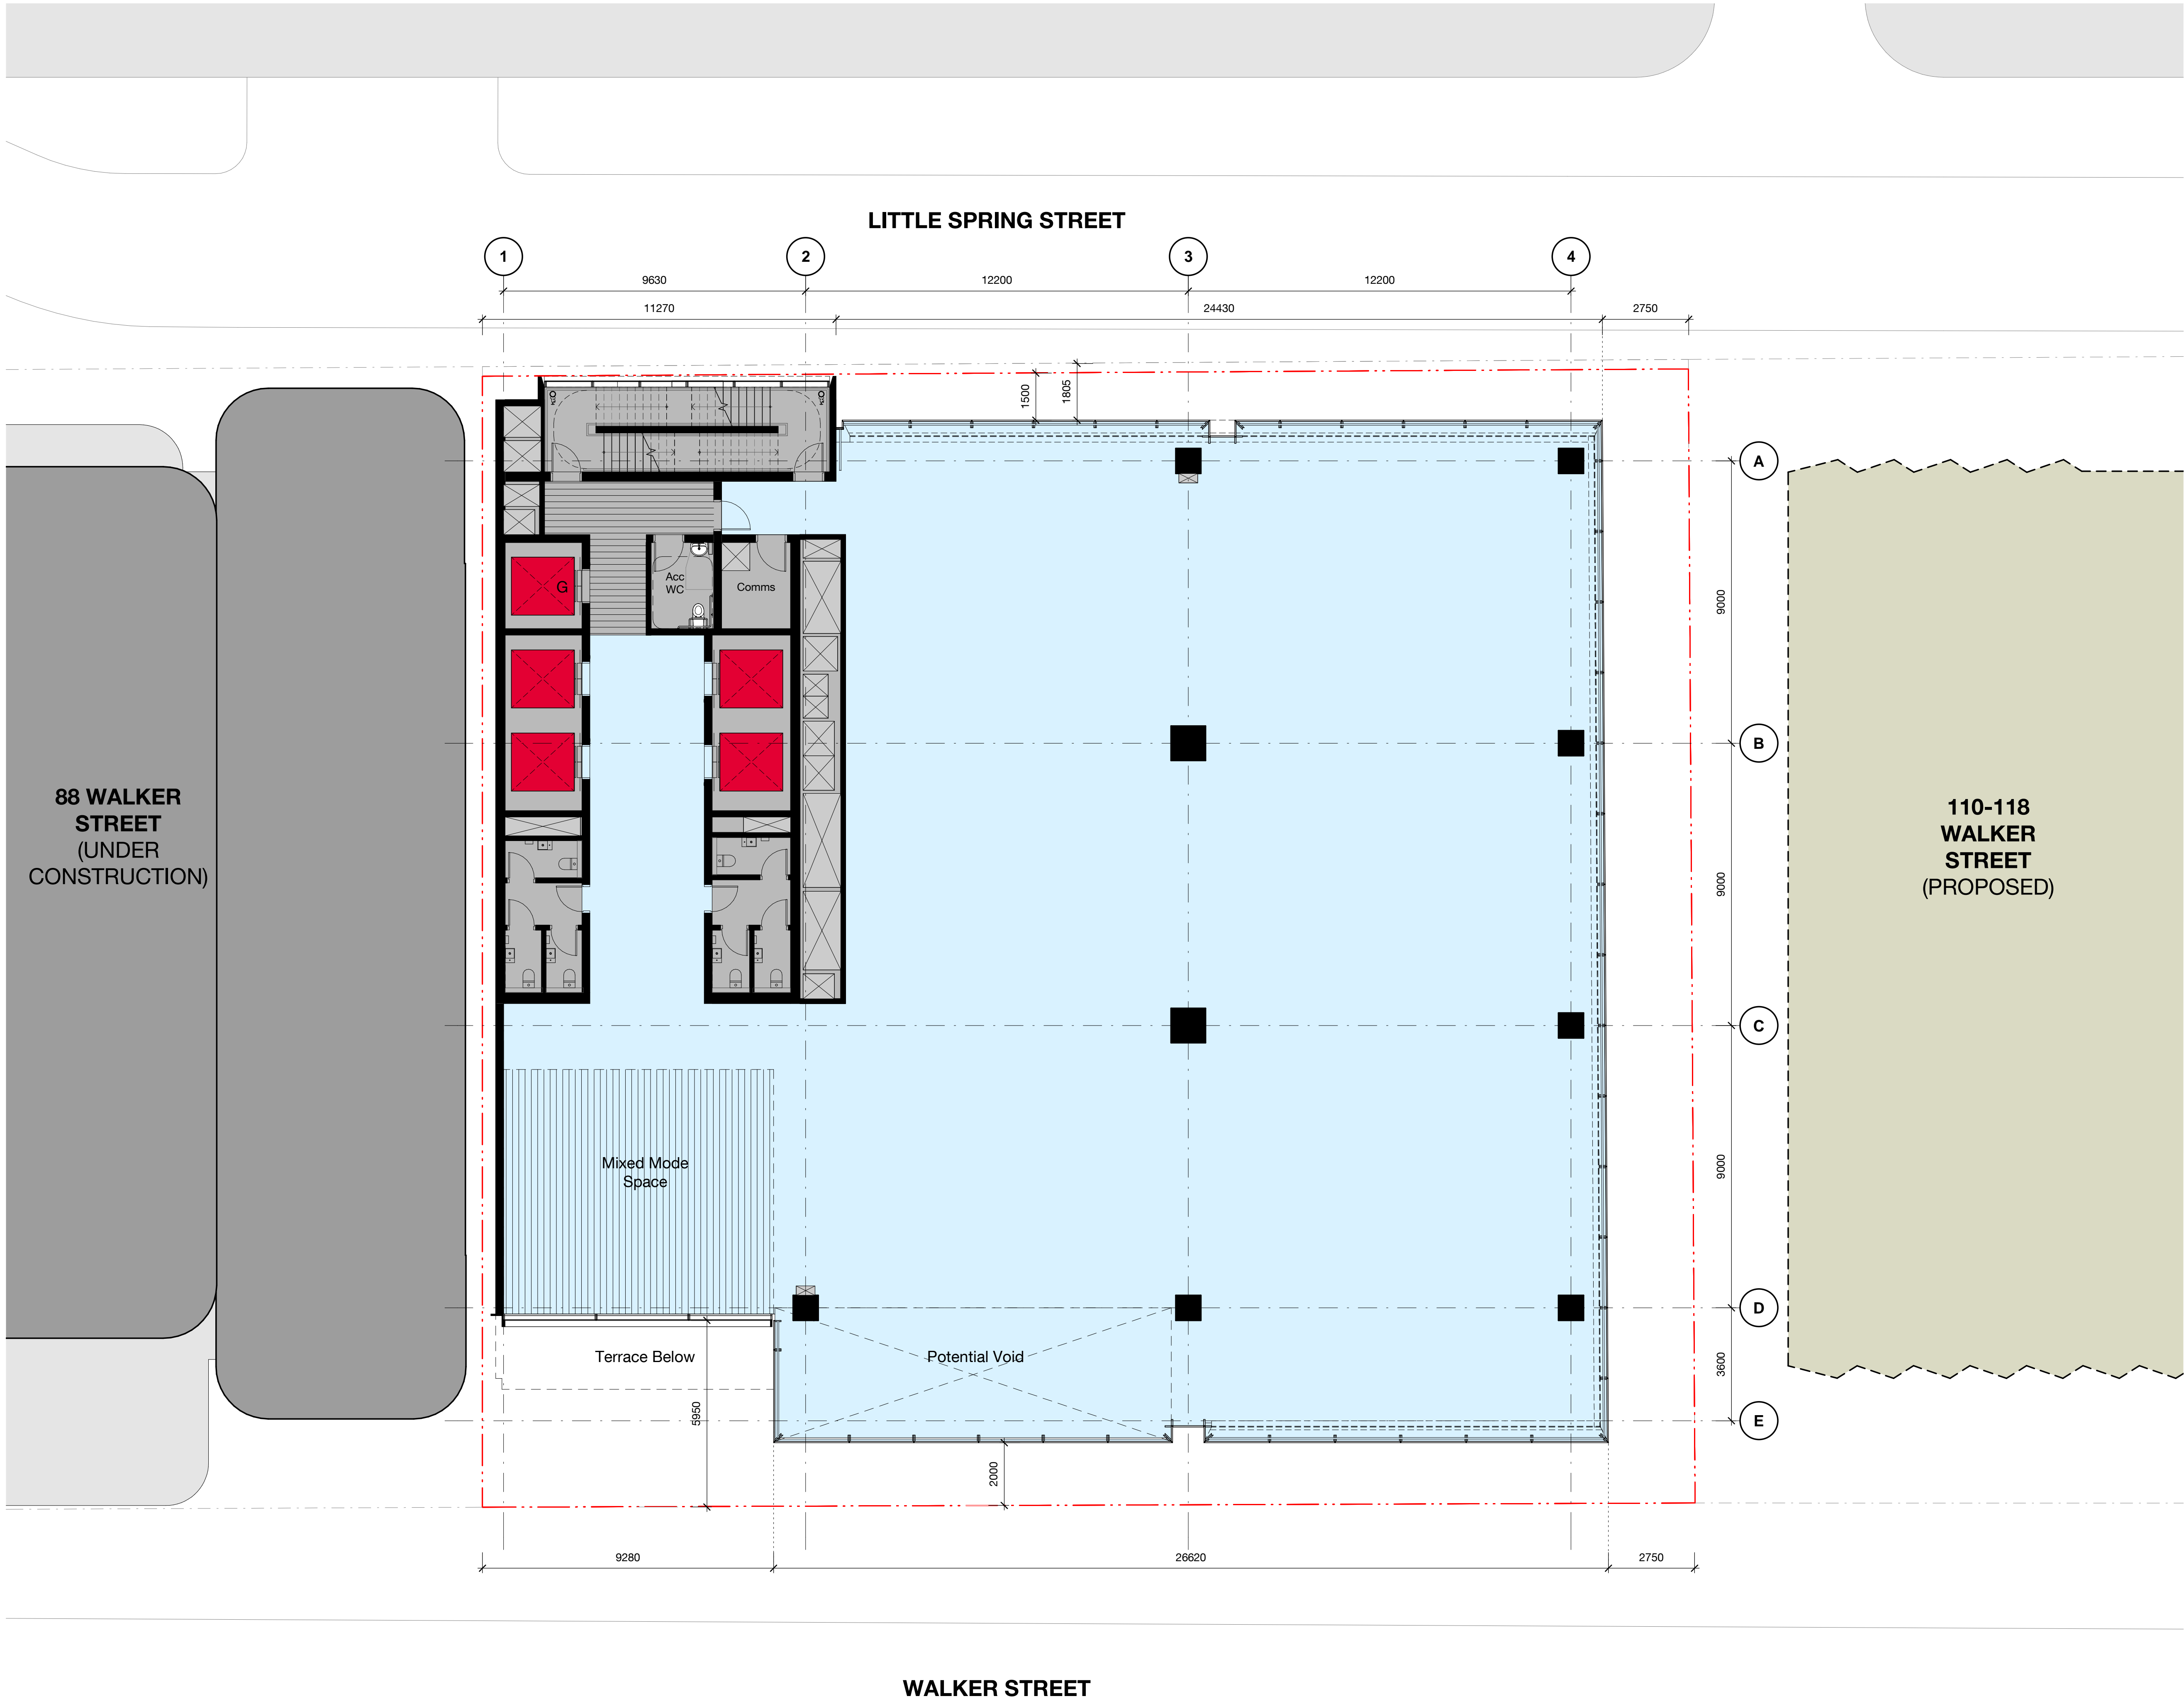 LITTLE SPRING STREET
1
2
3
4
9630
12200
12200
11270
24430
2750
1500
1805
A
B
C
D
E
9000
9000
9000
3600
G
Acc
WC
Comms
88 WALKER
STREET
(UNDER
CONSTRUCTION)
110-118
WALKER
STREET
(PROPOSED)
Mixed Mode
Space
Terrace Below
Potential Void
5950
2000
9280
26620
2750
WALKER STREET